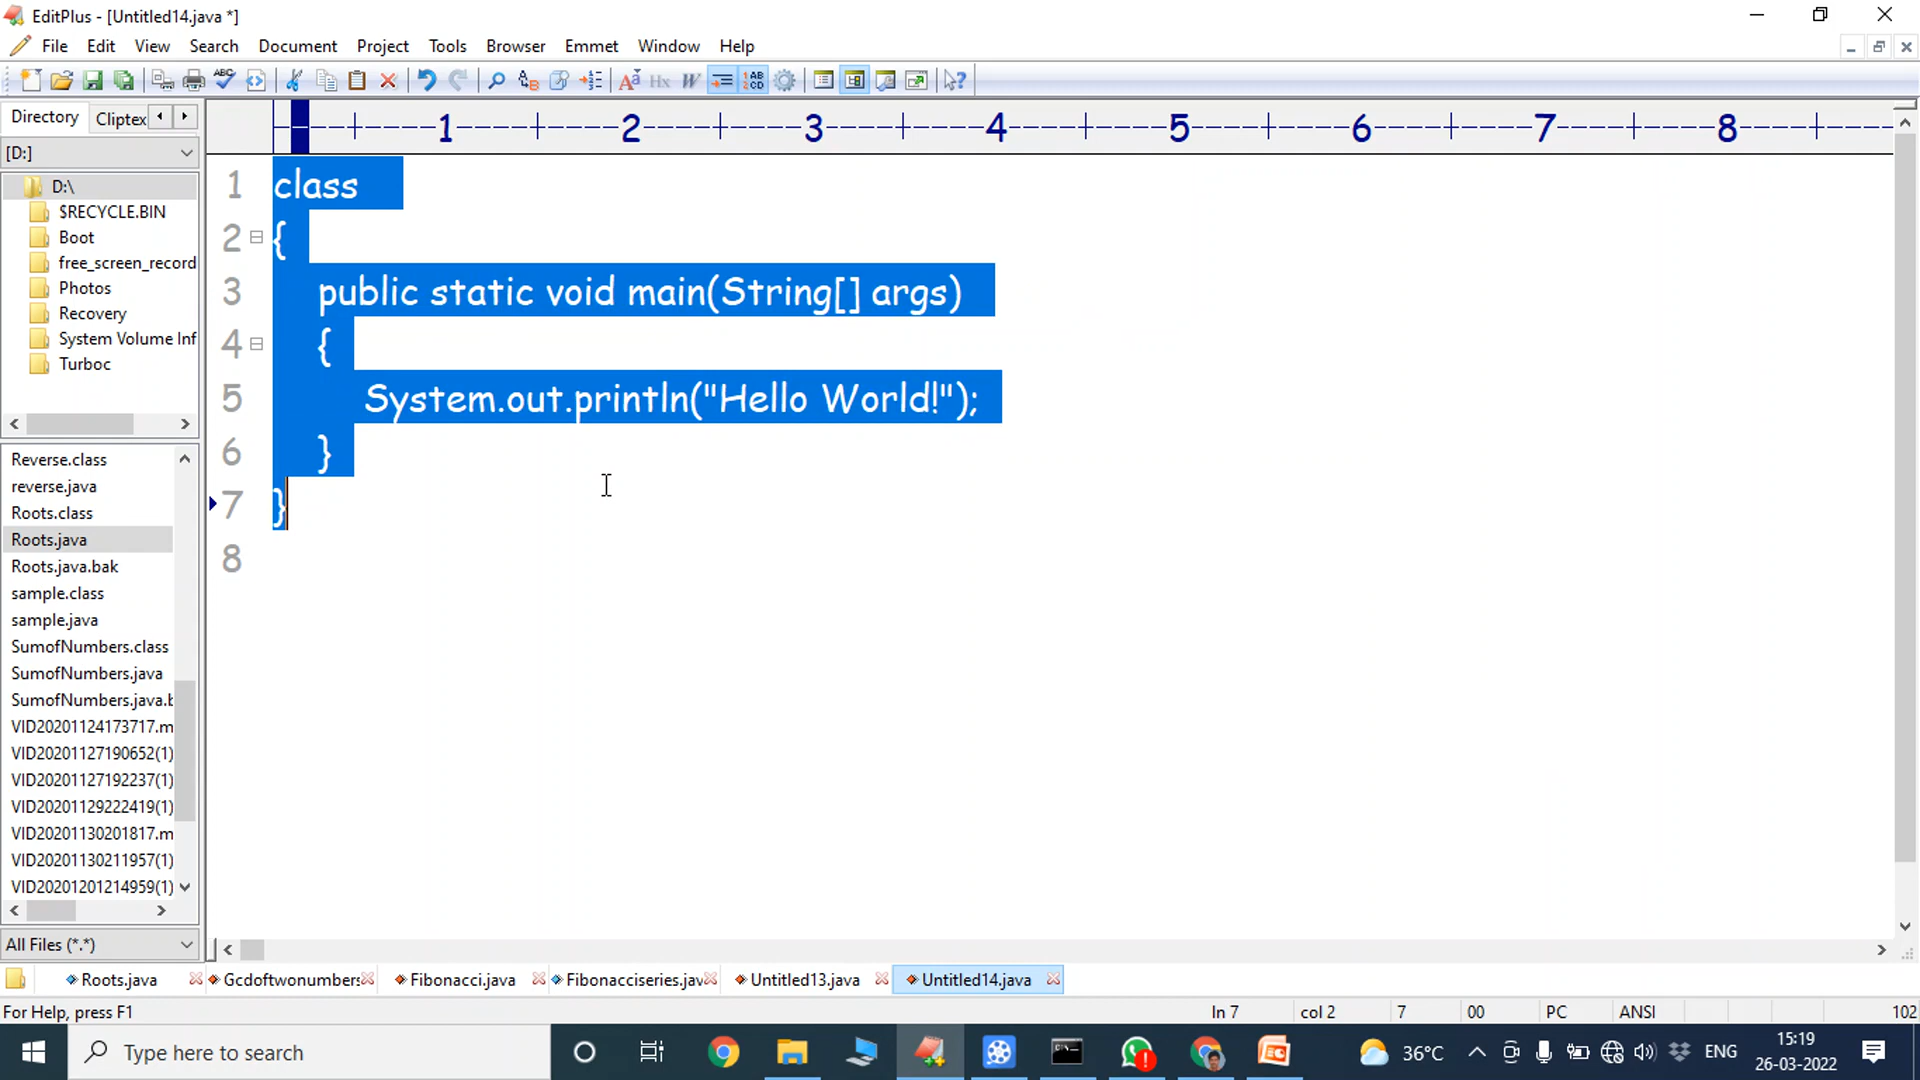 EditPlus - [Untitled14.java *]
File Edit View Search Document Project Tools Browser Emmet Window Help
Directory Cliptex
[D:]
D:\
$RECYCLE.BIN
Boot
free_screen_record
Photos
Recovery
System Volume Inf
Turboc
Reverse.class
reverse.java
Roots.class
Roots.java
Roots.java.bak
sample.class
sample.java
SumofNumbers.class
SumofNumbers.java
SumofNumbers.java.b
VID20201124173717.m
VID20201127190652(1)
VID20201127192237(1)
VID20201129222419(1)
VID20201130201817.m
VID20201130211957(1)
VID20201201214959(1)
All Files (*.*)
1 2 3 4 5 6 7 8
1 class
2 {
3 public static void main(String[] args)
4 {
5 System.out.println("Hello World!");
6 }
7 }
8
Roots.java Gcdoftwonumbers Fibonacci.java Fibonacciseries.jav Untitled13.java Untitled14.java
For Help, press F1 ln 7 col 2 7 00 PC ANSI 102
Type here to search 36°C ENG 15:19
26-03-2022